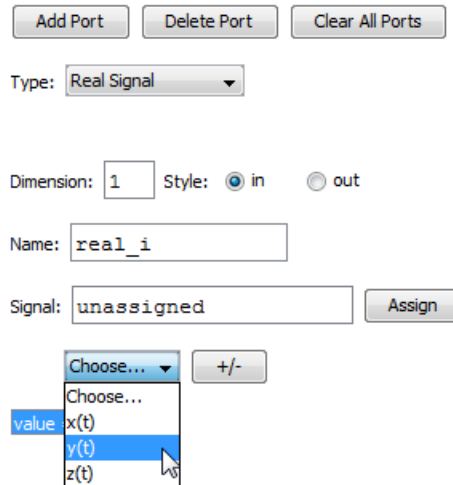 Add Port Delete Port Clear All Ports
Type: Real Signal
Dimension: 1 Style: in out
Name: real_i
Signal: unassigned Assign
Choose... +/-
Choose...
value x(t)
y(t)
z(t)